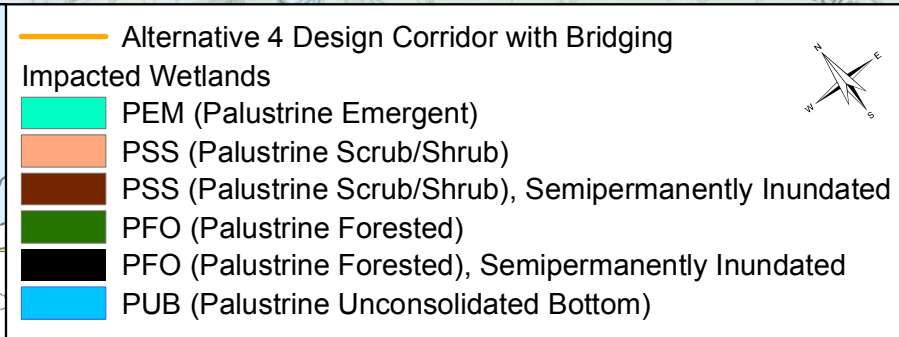 Alternative 4 Design Corridor with Bridging
Impacted Wetlands
PEM (Palustrine Emergent)
PSS (Palustrine Scrub/Shrub)
PSS (Palustrine Scrub/Shrub), Semipermanently Inundated
PFO (Palustrine Forested)
PFO (Palustrine Forested), Semipermanently Inundated
PUB (Palustrine Unconsolidated Bottom)
N
E
W
S